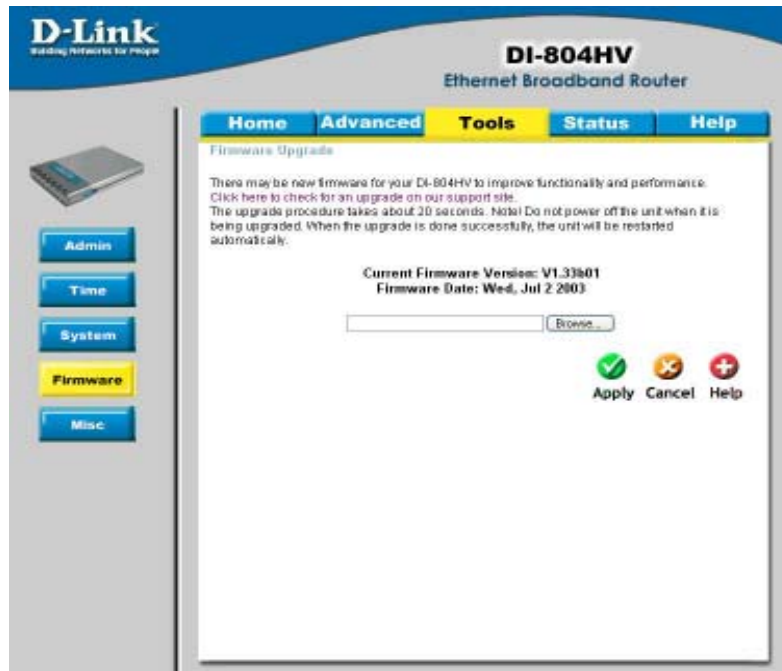 D-Link
Building Networks for People
DI-804HV
Ethernet Broadband Router
Home
Advanced
Tools
Status
Help
Admin
Time
System
Firmware
Misc
Firmware Upgrade
There may be new firmware for your DI-804HV to improve functionality and performance.
Click here to check for an upgrade on our support site.
The upgrade procedure takes about 20 seconds. Note! Do not power off the unit when it is
being upgraded. When the upgrade is done successfully, the unit will be restarted
automatically.
Current Firmware Version: V1.33b01
Firmware Date: Wed, Jul 2 2003
Browse...
Apply
Cancel
Help